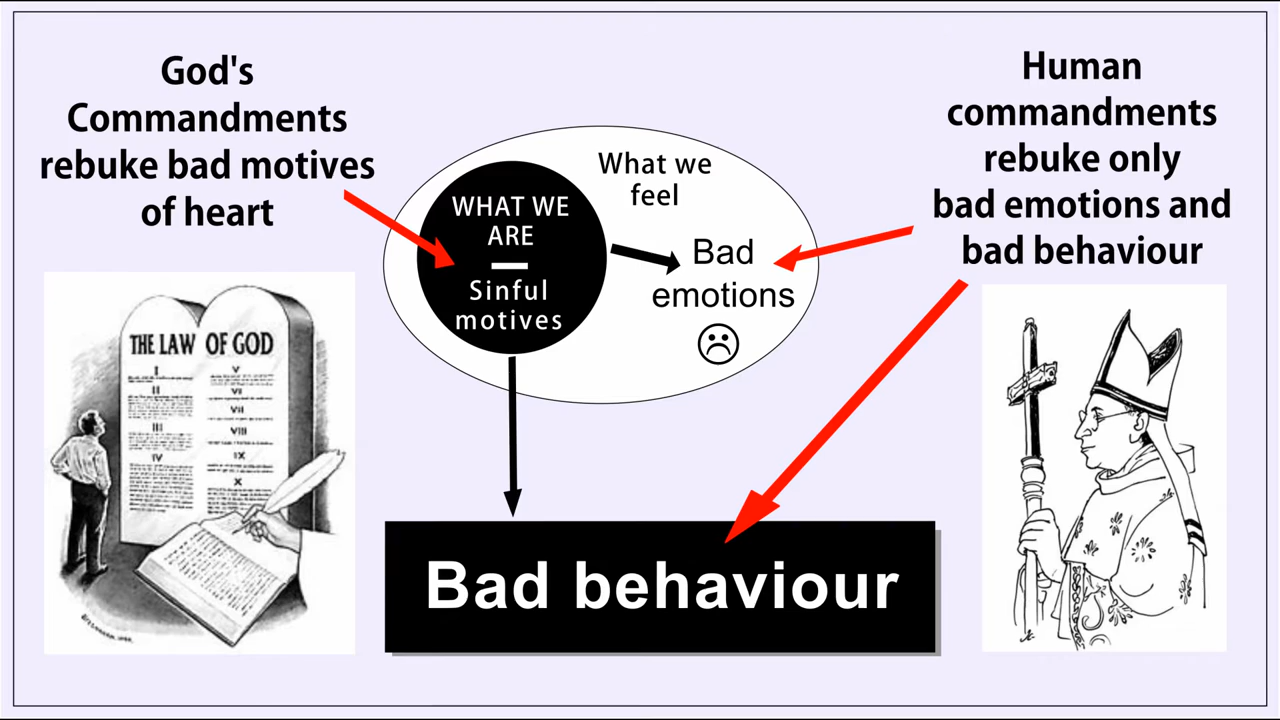 God's
Commandments
rebuke bad motives
of heart
Human
commandments
rebuke only
bad emotions and
bad behaviour
What we
feel
WHAT WE
ARE
Sinful
motives
Bad
emotions
THE LAW OF GOD
I
II
III
IV
V
VI
VII
VIII
IX
X
Bad behaviour